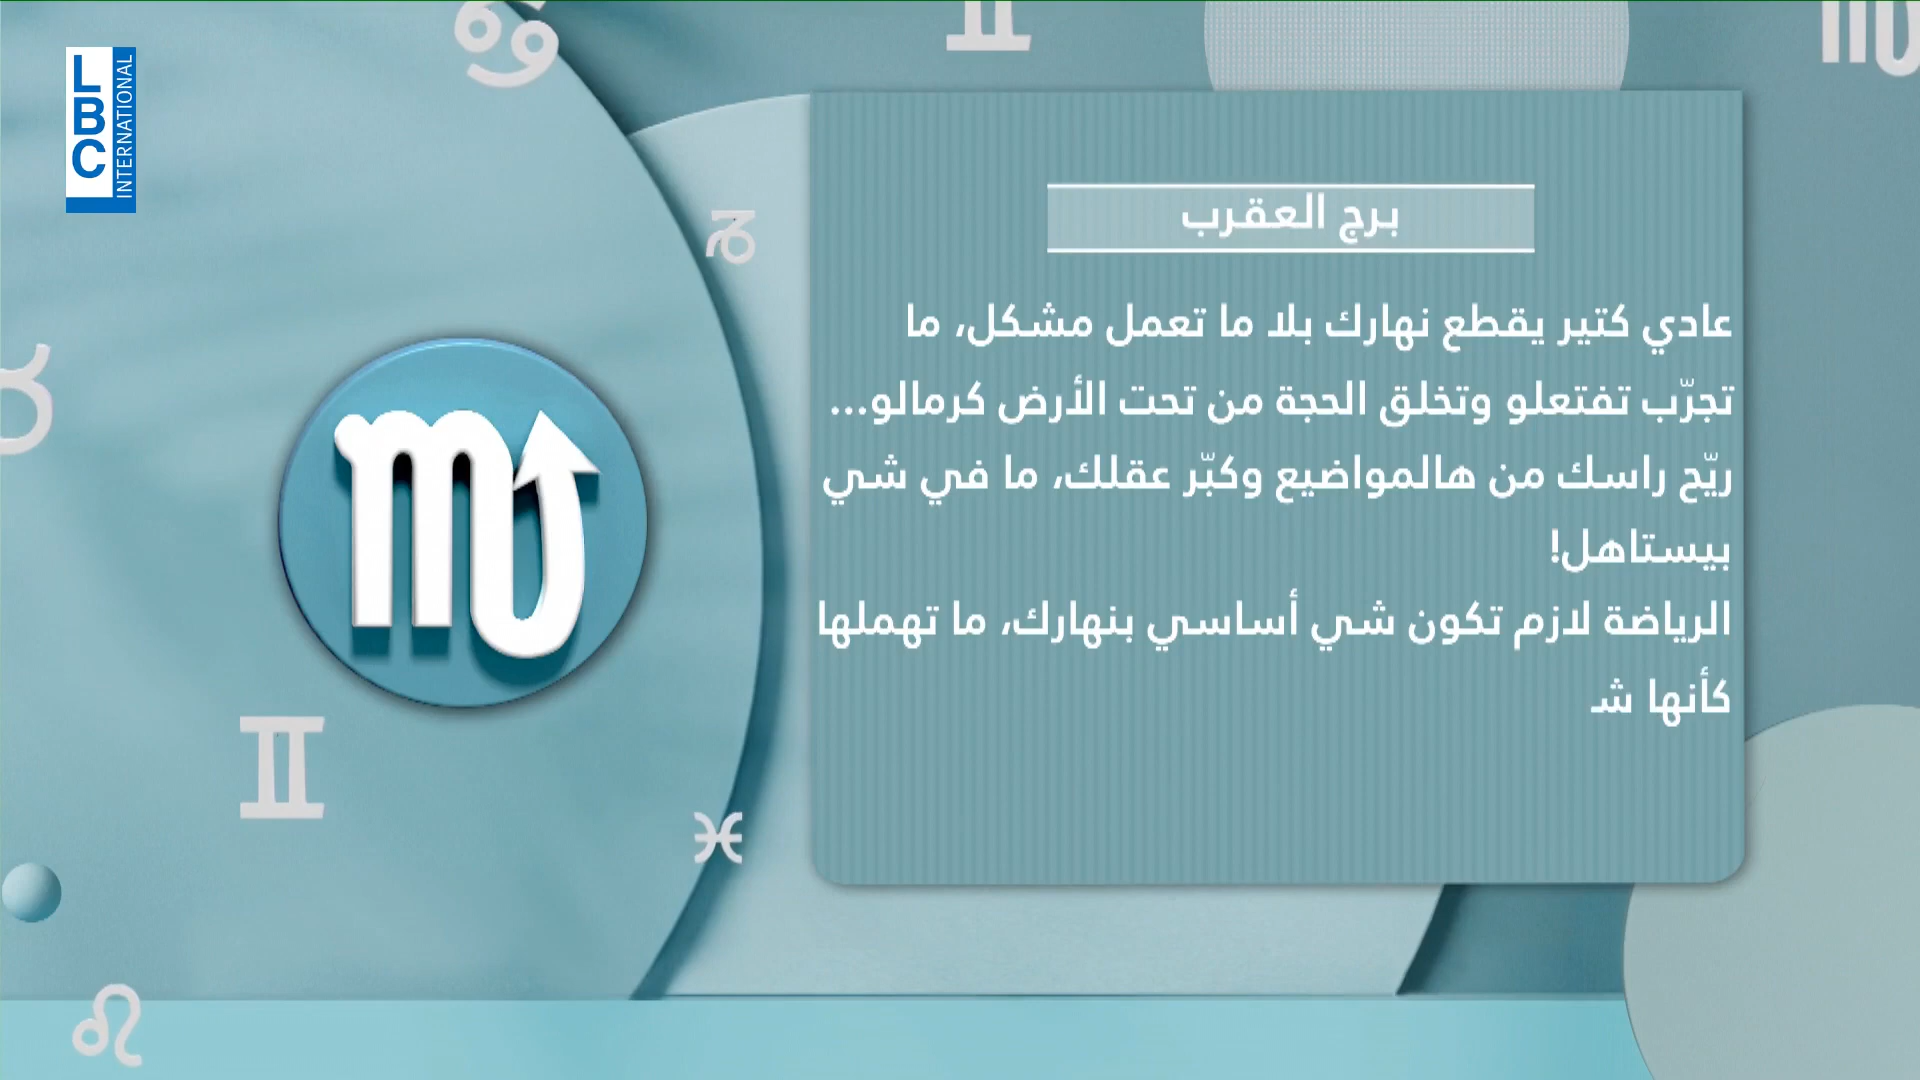 LBC
INTERNATIONAL
برج العقرب
عادي كتير يقطع نهارك بلا ما تعمل مشكل، ما
تجرّب تفتعلو وتخلق الحجة من تحت الأرض كرمالو...
ريّح راسك من هالمواضيع وكبّر عقلك، ما في شي
بيستاهل!
الرياضة لازم تكون شي أساسي بنهارك، ما تهملها
كأنها شـ